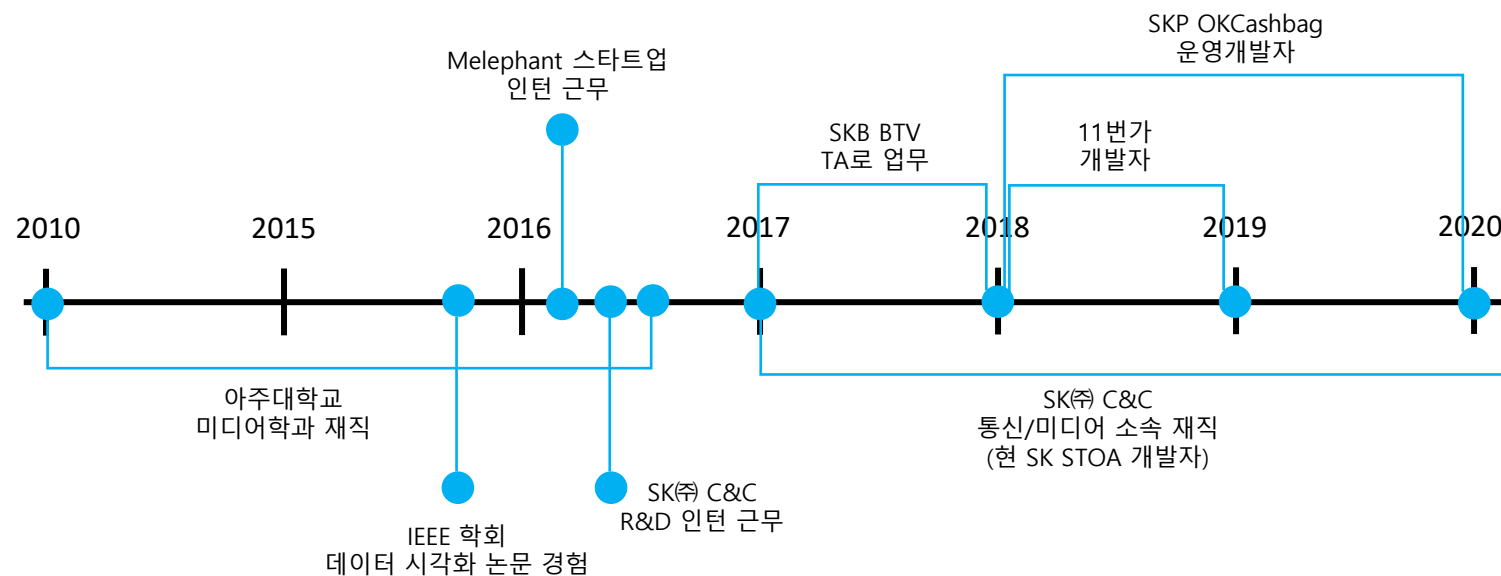 SKP OKCashbag
운영개발자
Melephant 스타트업
인턴 근무
SKB BTV
TA로 업무
11번가
개발자
2010
2015
2016
2017
2018
2019
2020
아주대학교
미디어학과 재직
SK㈜ C&C
통신/미디어 소속 재직
(현 SK STOA 개발자)
SK㈜ C&C
R&D 인턴 근무
IEEE 학회
데이터 시각화 논문 경험